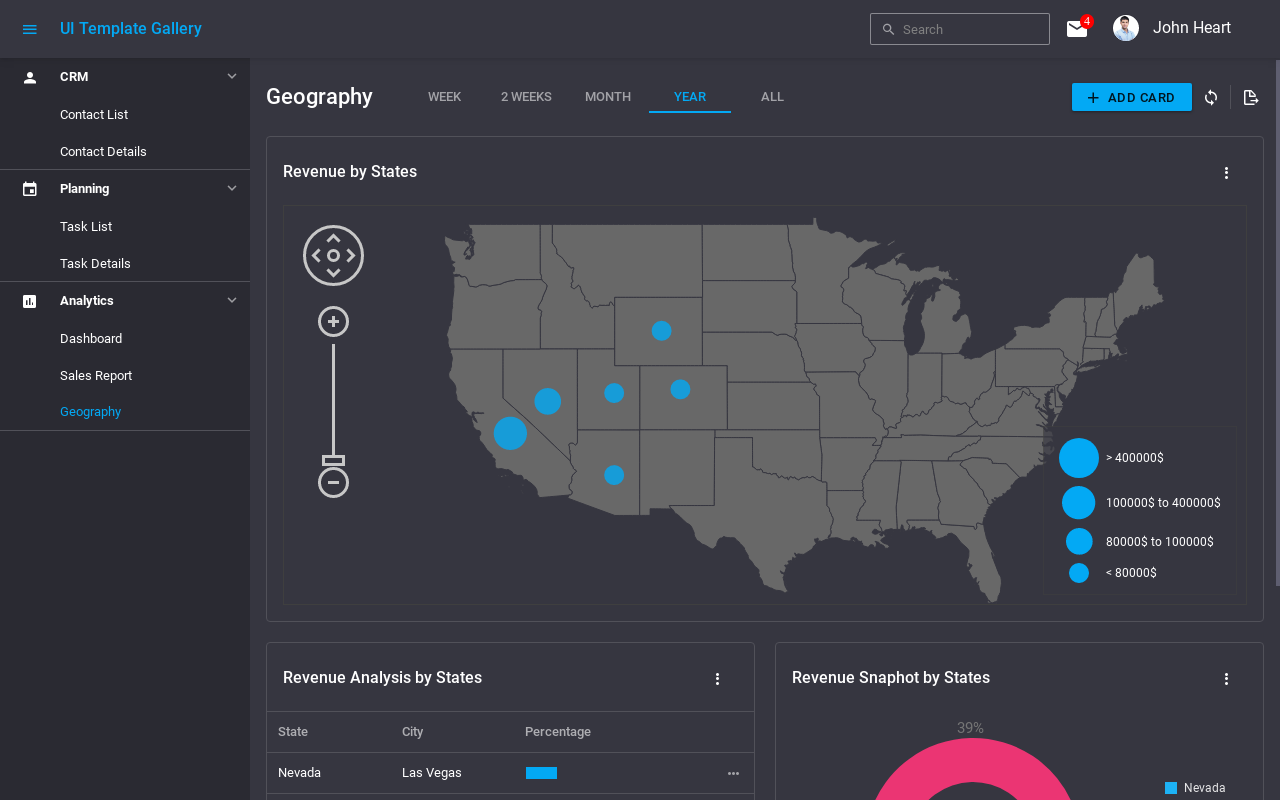 UI Template Gallery
Search
4
John Heart
CRM
Contact List
Contact Details
Planning
Task List
Task Details
Analytics
Dashboard
Sales Report
Geography
Geography
WEEK
2 WEEKS
MONTH
YEAR
ALL
ADD CARD
Revenue by States
> 400000$
100000$ to 400000$
80000$ to 100000$
< 80000$
Revenue Analysis by States
State
City
Percentage
Nevada
Las Vegas
Revenue Snaphot by States
39%
Nevada